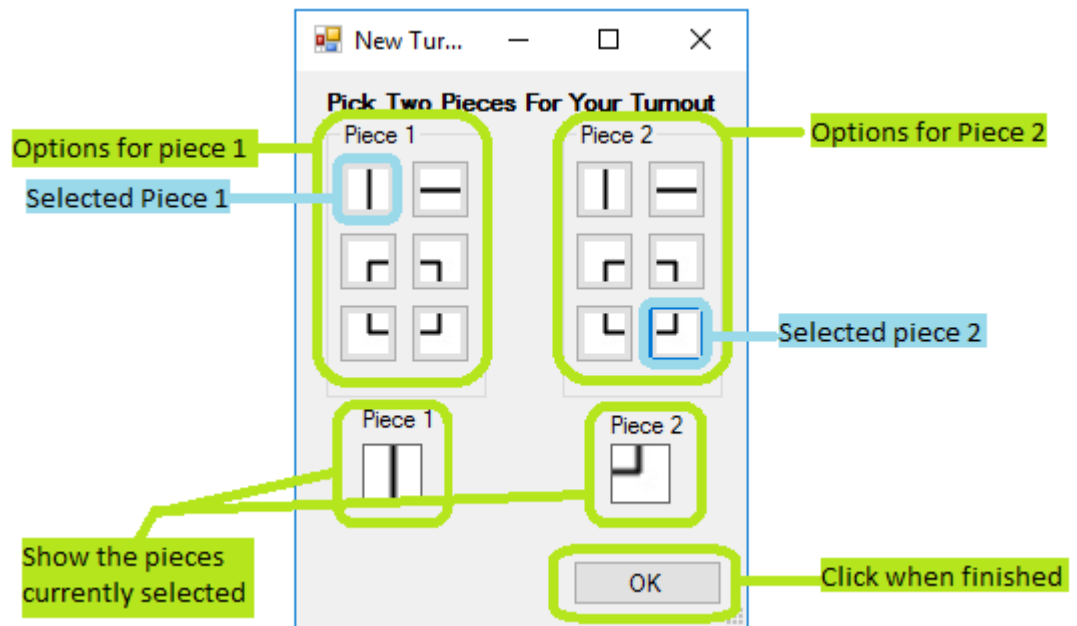 New Tur...
Pick Two Pieces For Your Turnout
Options for piece 1
Piece 1
Piece 2
Options for Piece 2
Selected Piece 1
Selected piece 2
Piece 1
Piece 2
Show the pieces
currently selected
OK
Click when finished